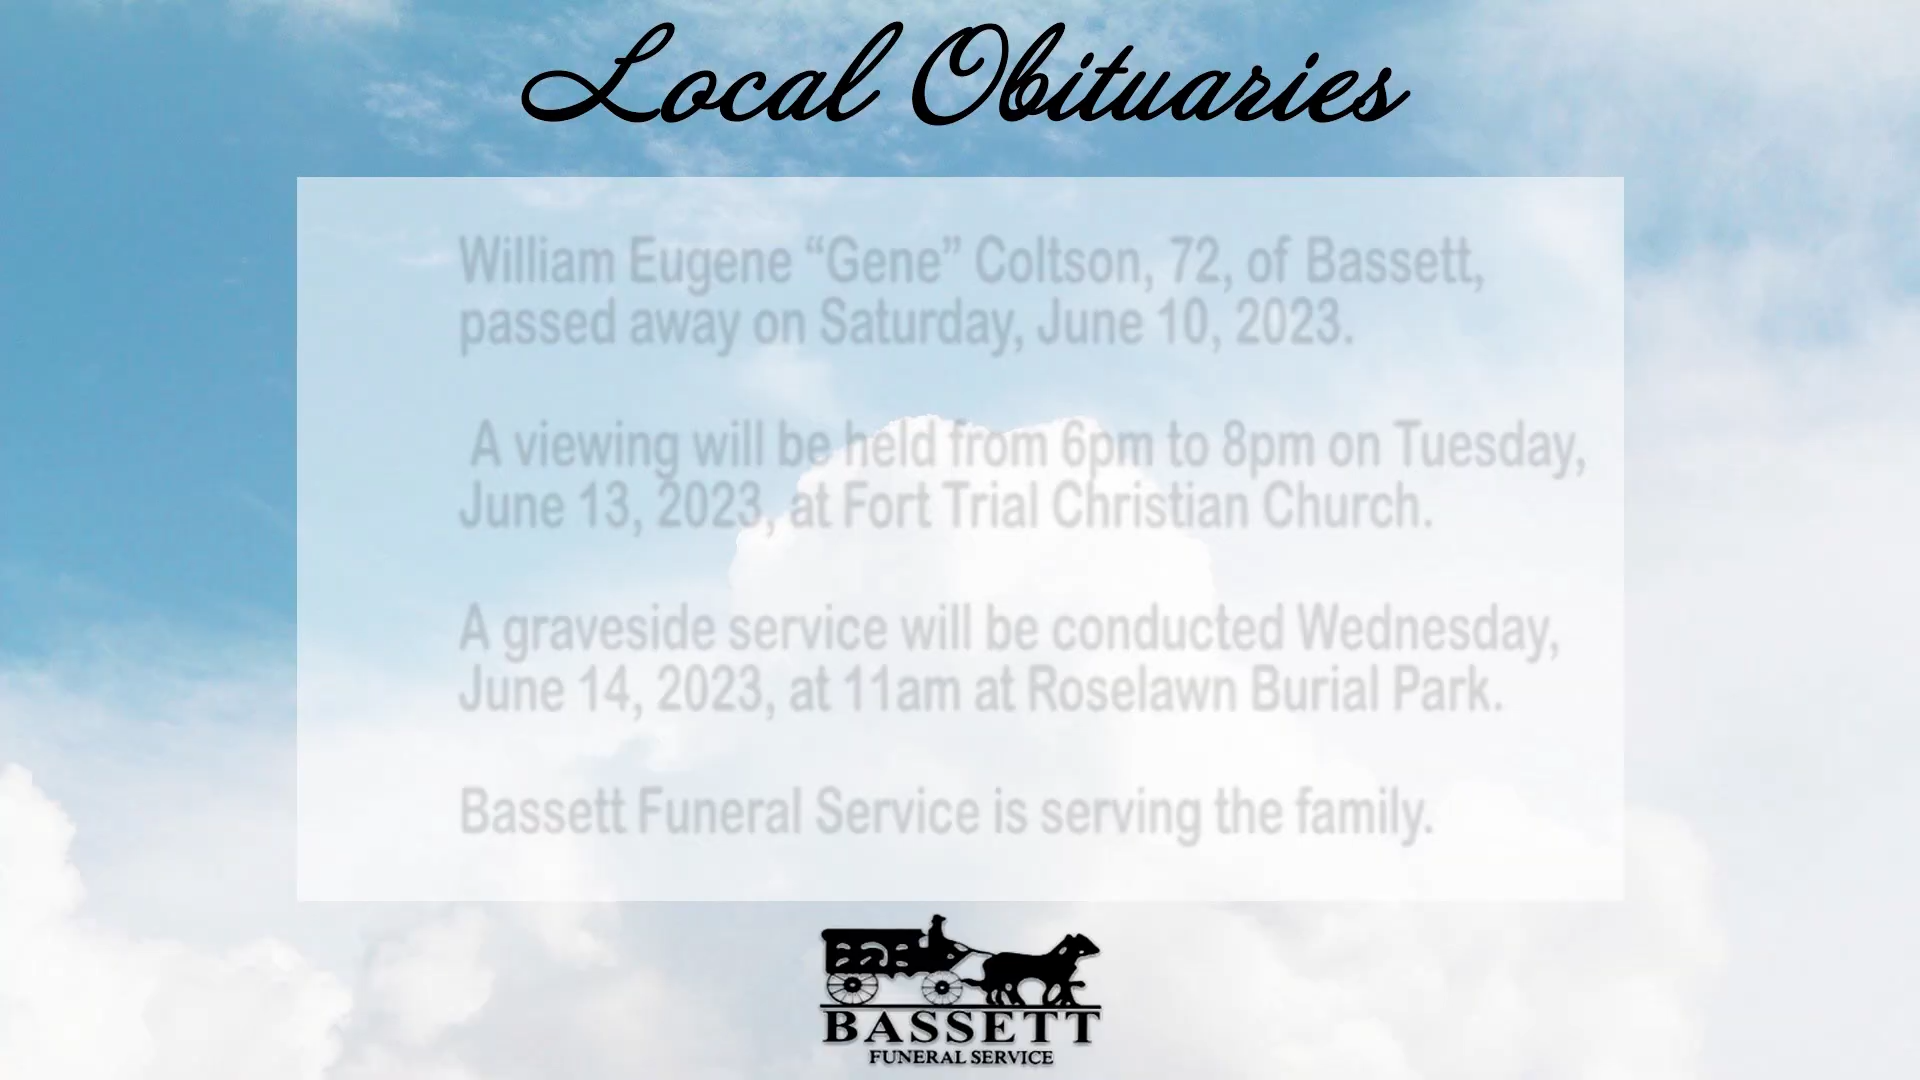 Local Obituaries
William Eugene “Gene” Coltson, 72, of Bassett,
passed away on Saturday, June 10, 2023.
A viewing will be held from 6pm to 8pm on Tuesday,
June 13, 2023, at Fort Trial Christian Church.
A graveside service will be conducted Wednesday,
June 14, 2023, at 11am at Roselawn Burial Park.
Bassett Funeral Service is serving the family.
BASSETT
FUNERAL SERVICE